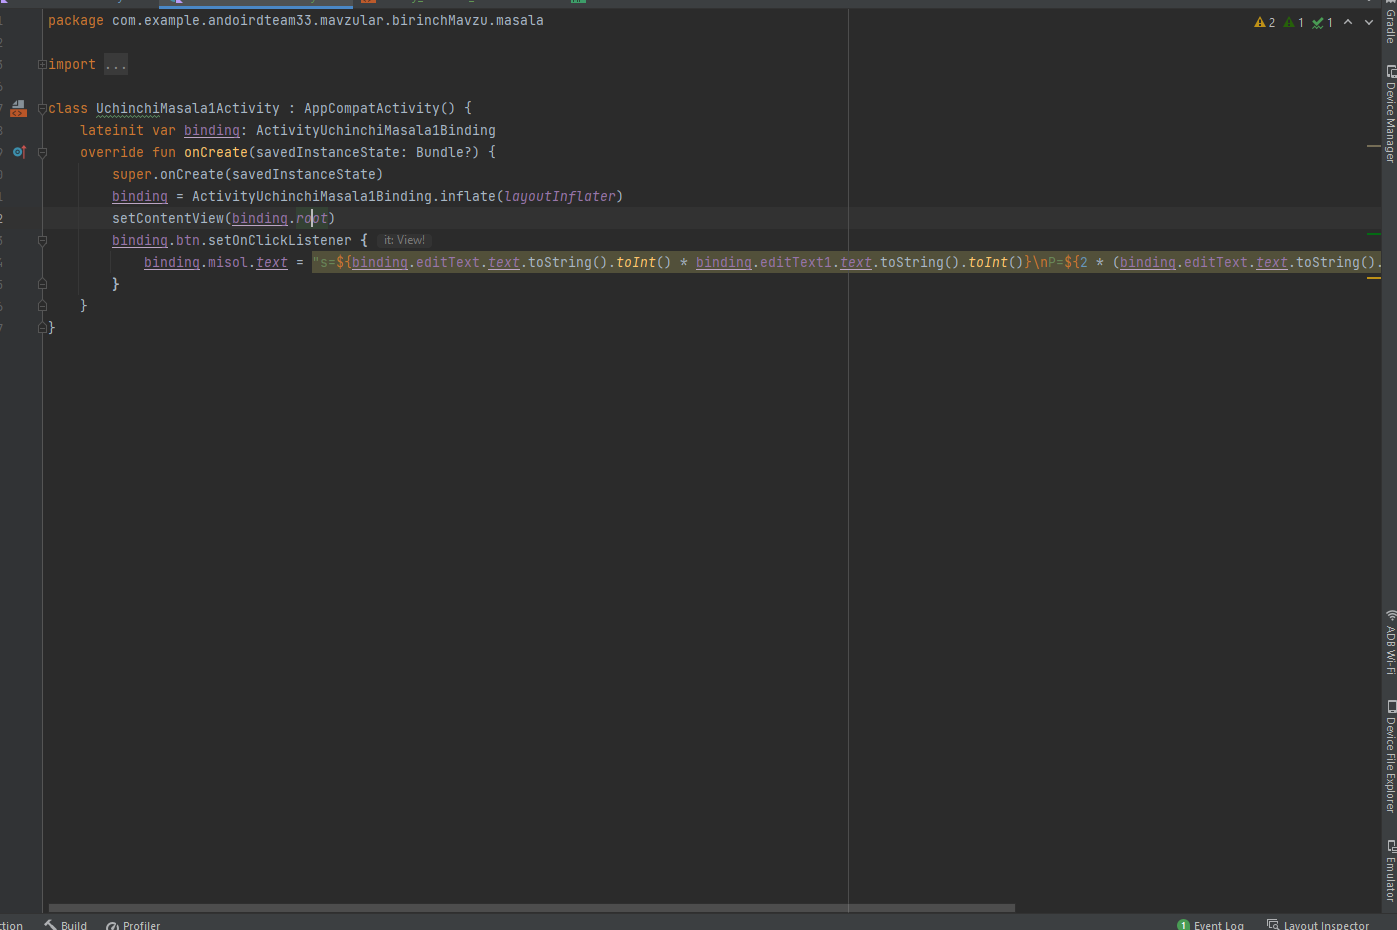 package com.example.andoirdteam33.mavzular.birinchMavzu.masala
2 1 1
import ...
class UchinchiMasala1Activity : AppCompatActivity() {
lateinit var binding: ActivityUchinchiMasala1Binding
override fun onCreate(savedInstanceState: Bundle?) {
super.onCreate(savedInstanceState)
binding = ActivityUchinchiMasala1Binding.inflate(layoutInflater)
setContentView(binding.root)
binding.btn.setOnClickListener { it: View!
binding.misol.text = "s=${binding.editText.text.toString().toInt() * binding.editText1.text.toString().toInt()}\nP=${2 * (binding.editText.text.toString().
}
}
}
Gradle
Device Manager
ADB Wi-Fi
Device File Explorer
Emulator
Build
Profiler
1 Event Log
Layout Inspector